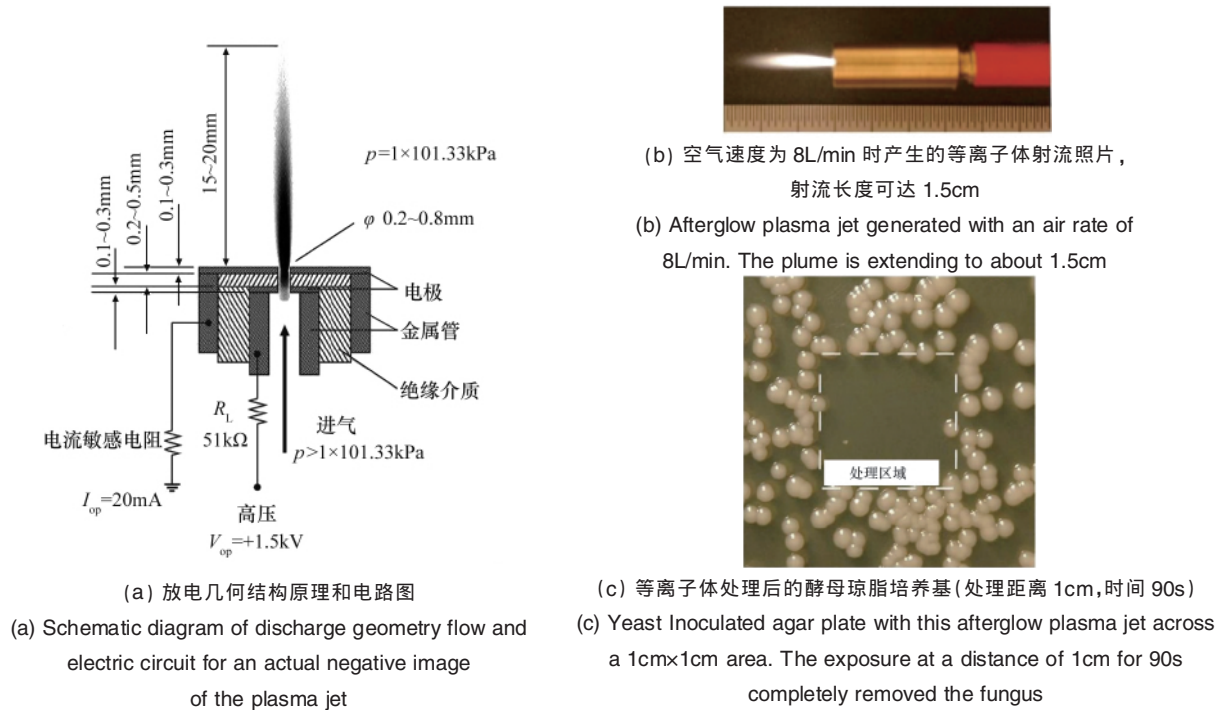 15~20mm
0.1~0.3mm
0.2~0.5mm
0.1~0.3mm
p=1×101.33kPa
φ 0.2~0.8mm
电极
金属管
绝缘介质
R_L
51kΩ
进气
p>1×101.33kPa
电流敏感电阻
I_op=20mA
高压
V_op=+1.5kV
(a) 放电几何结构原理和电路图
(a) Schematic diagram of discharge geometry flow and
electric circuit for an actual negative image
of the plasma jet
(b) 空气速度为 8L/min 时产生的等离子体射流照片，
射流长度可达 1.5cm
(b) Afterglow plasma jet generated with an air rate of
8L/min. The plume is extending to about 1.5cm
处理区域
(c) 等离子体处理后的酵母琼脂培养基(处理距离 1cm,时间 90s)
(c) Yeast Inoculated agar plate with this afterglow plasma jet across
a 1cm×1cm area. The exposure at a distance of 1cm for 90s
completely removed the fungus